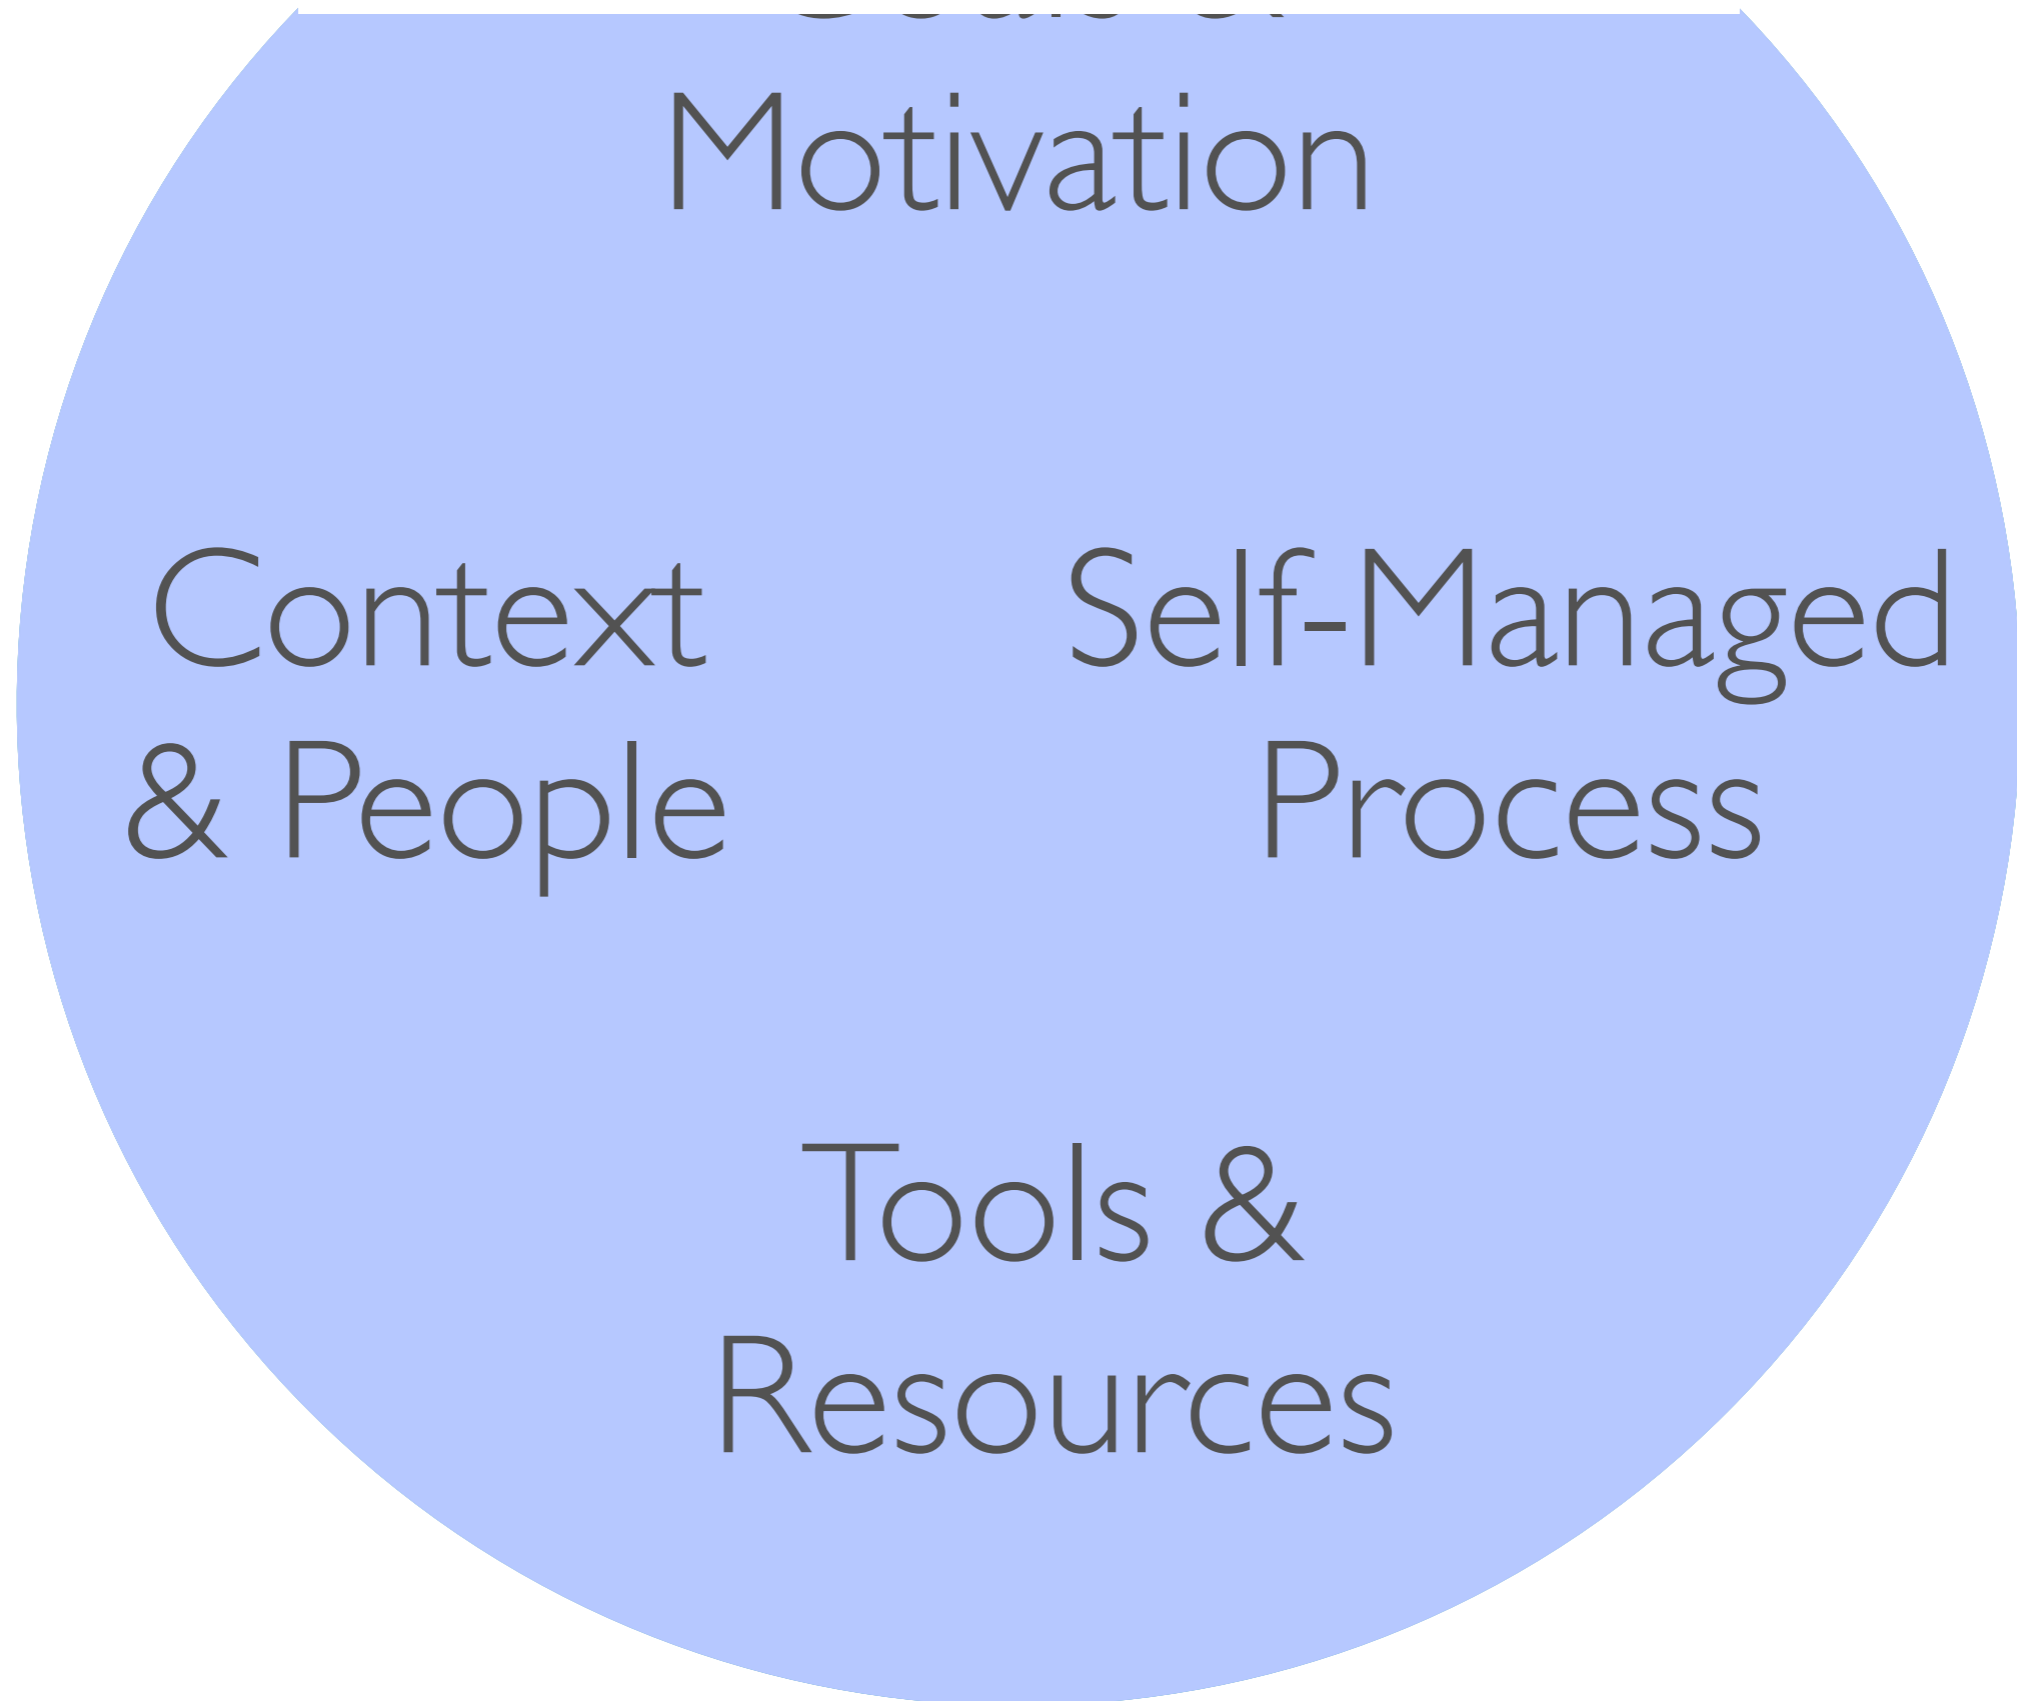 Motivation
Context
& People
Self-Managed
Process
Tools &
Resources